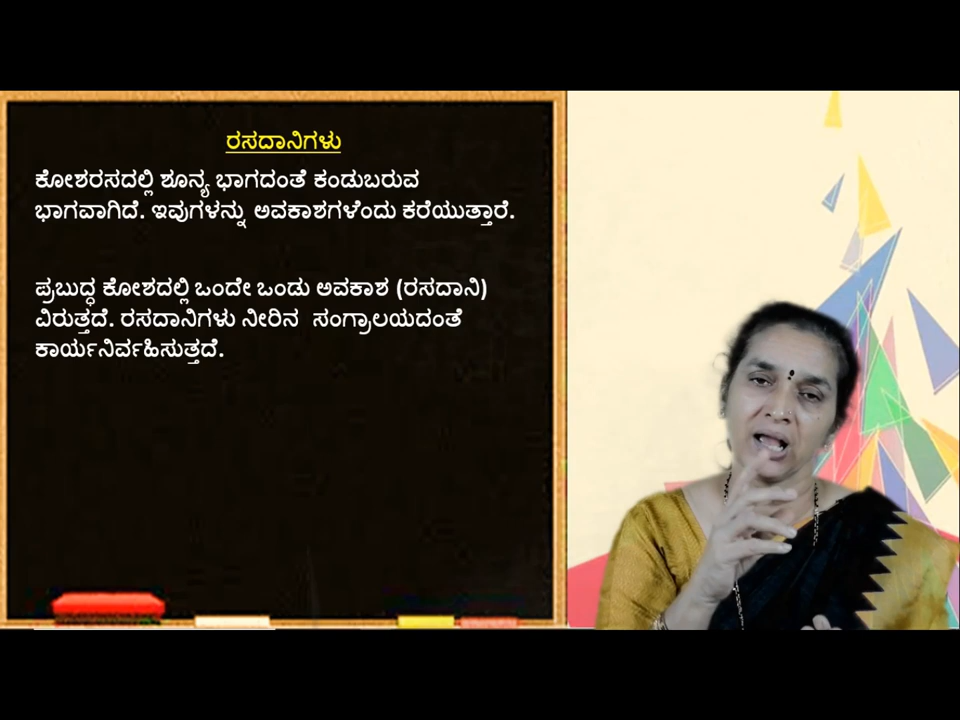 ರಸದಾನಿಗಳು
ಕೋಶರಸದಲ್ಲಿ ಶೂನ್ಯ ಭಾಗದಂತೆ ಕಂಡುಬರುವ
ಭಾಗವಾಗಿದೆ. ಇವುಗಳನ್ನು ಅವಕಾಶಗಳೆಂದು ಕರೆಯುತ್ತಾರೆ.
ಪ್ರಬುದ್ಧ ಕೋಶದಲ್ಲಿ ಒಂದೇ ಒಂಡು ಅವಕಾಶ (ರಸದಾನಿ)
ವಿರುತ್ತದೆ. ರಸದಾನಿಗಳು ನೀರಿನ ಸಂಗ್ರಾಲಯದಂತೆ
ಕಾರ್ಯನಿರ್ವಹಿಸುತ್ತದೆ.